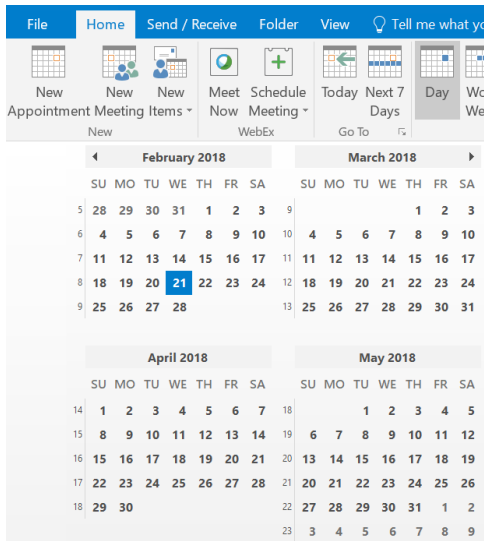 File Home Send / Receive Folder View Tell me what yo
New Appointment New Meeting New Items Meet Now Schedule Meeting Today Next 7 Days Day Wo We
New WebEx Go To
February 2018 March 2018
SU MO TU WE TH FR SA SU MO TU WE TH FR SA
5 28 29 30 31 1 2 3 9 1 2 3
6 4 5 6 7 8 9 10 10 4 5 6 7 8 9 10
7 11 12 13 14 15 16 17 11 11 12 13 14 15 16 17
8 18 19 20 21 22 23 24 12 18 19 20 21 22 23 24
9 25 26 27 28 13 25 26 27 28 29 30 31
April 2018 May 2018
SU MO TU WE TH FR SA SU MO TU WE TH FR SA
14 1 2 3 4 5 6 7 18 1 2 3 4 5
15 8 9 10 11 12 13 14 19 6 7 8 9 10 11 12
16 15 16 17 18 19 20 21 20 13 14 15 16 17 18 19
17 22 23 24 25 26 27 28 21 20 21 22 23 24 25 26
18 29 30 22 27 28 29 30 31 1 2
23 3 4 5 6 7 8 9